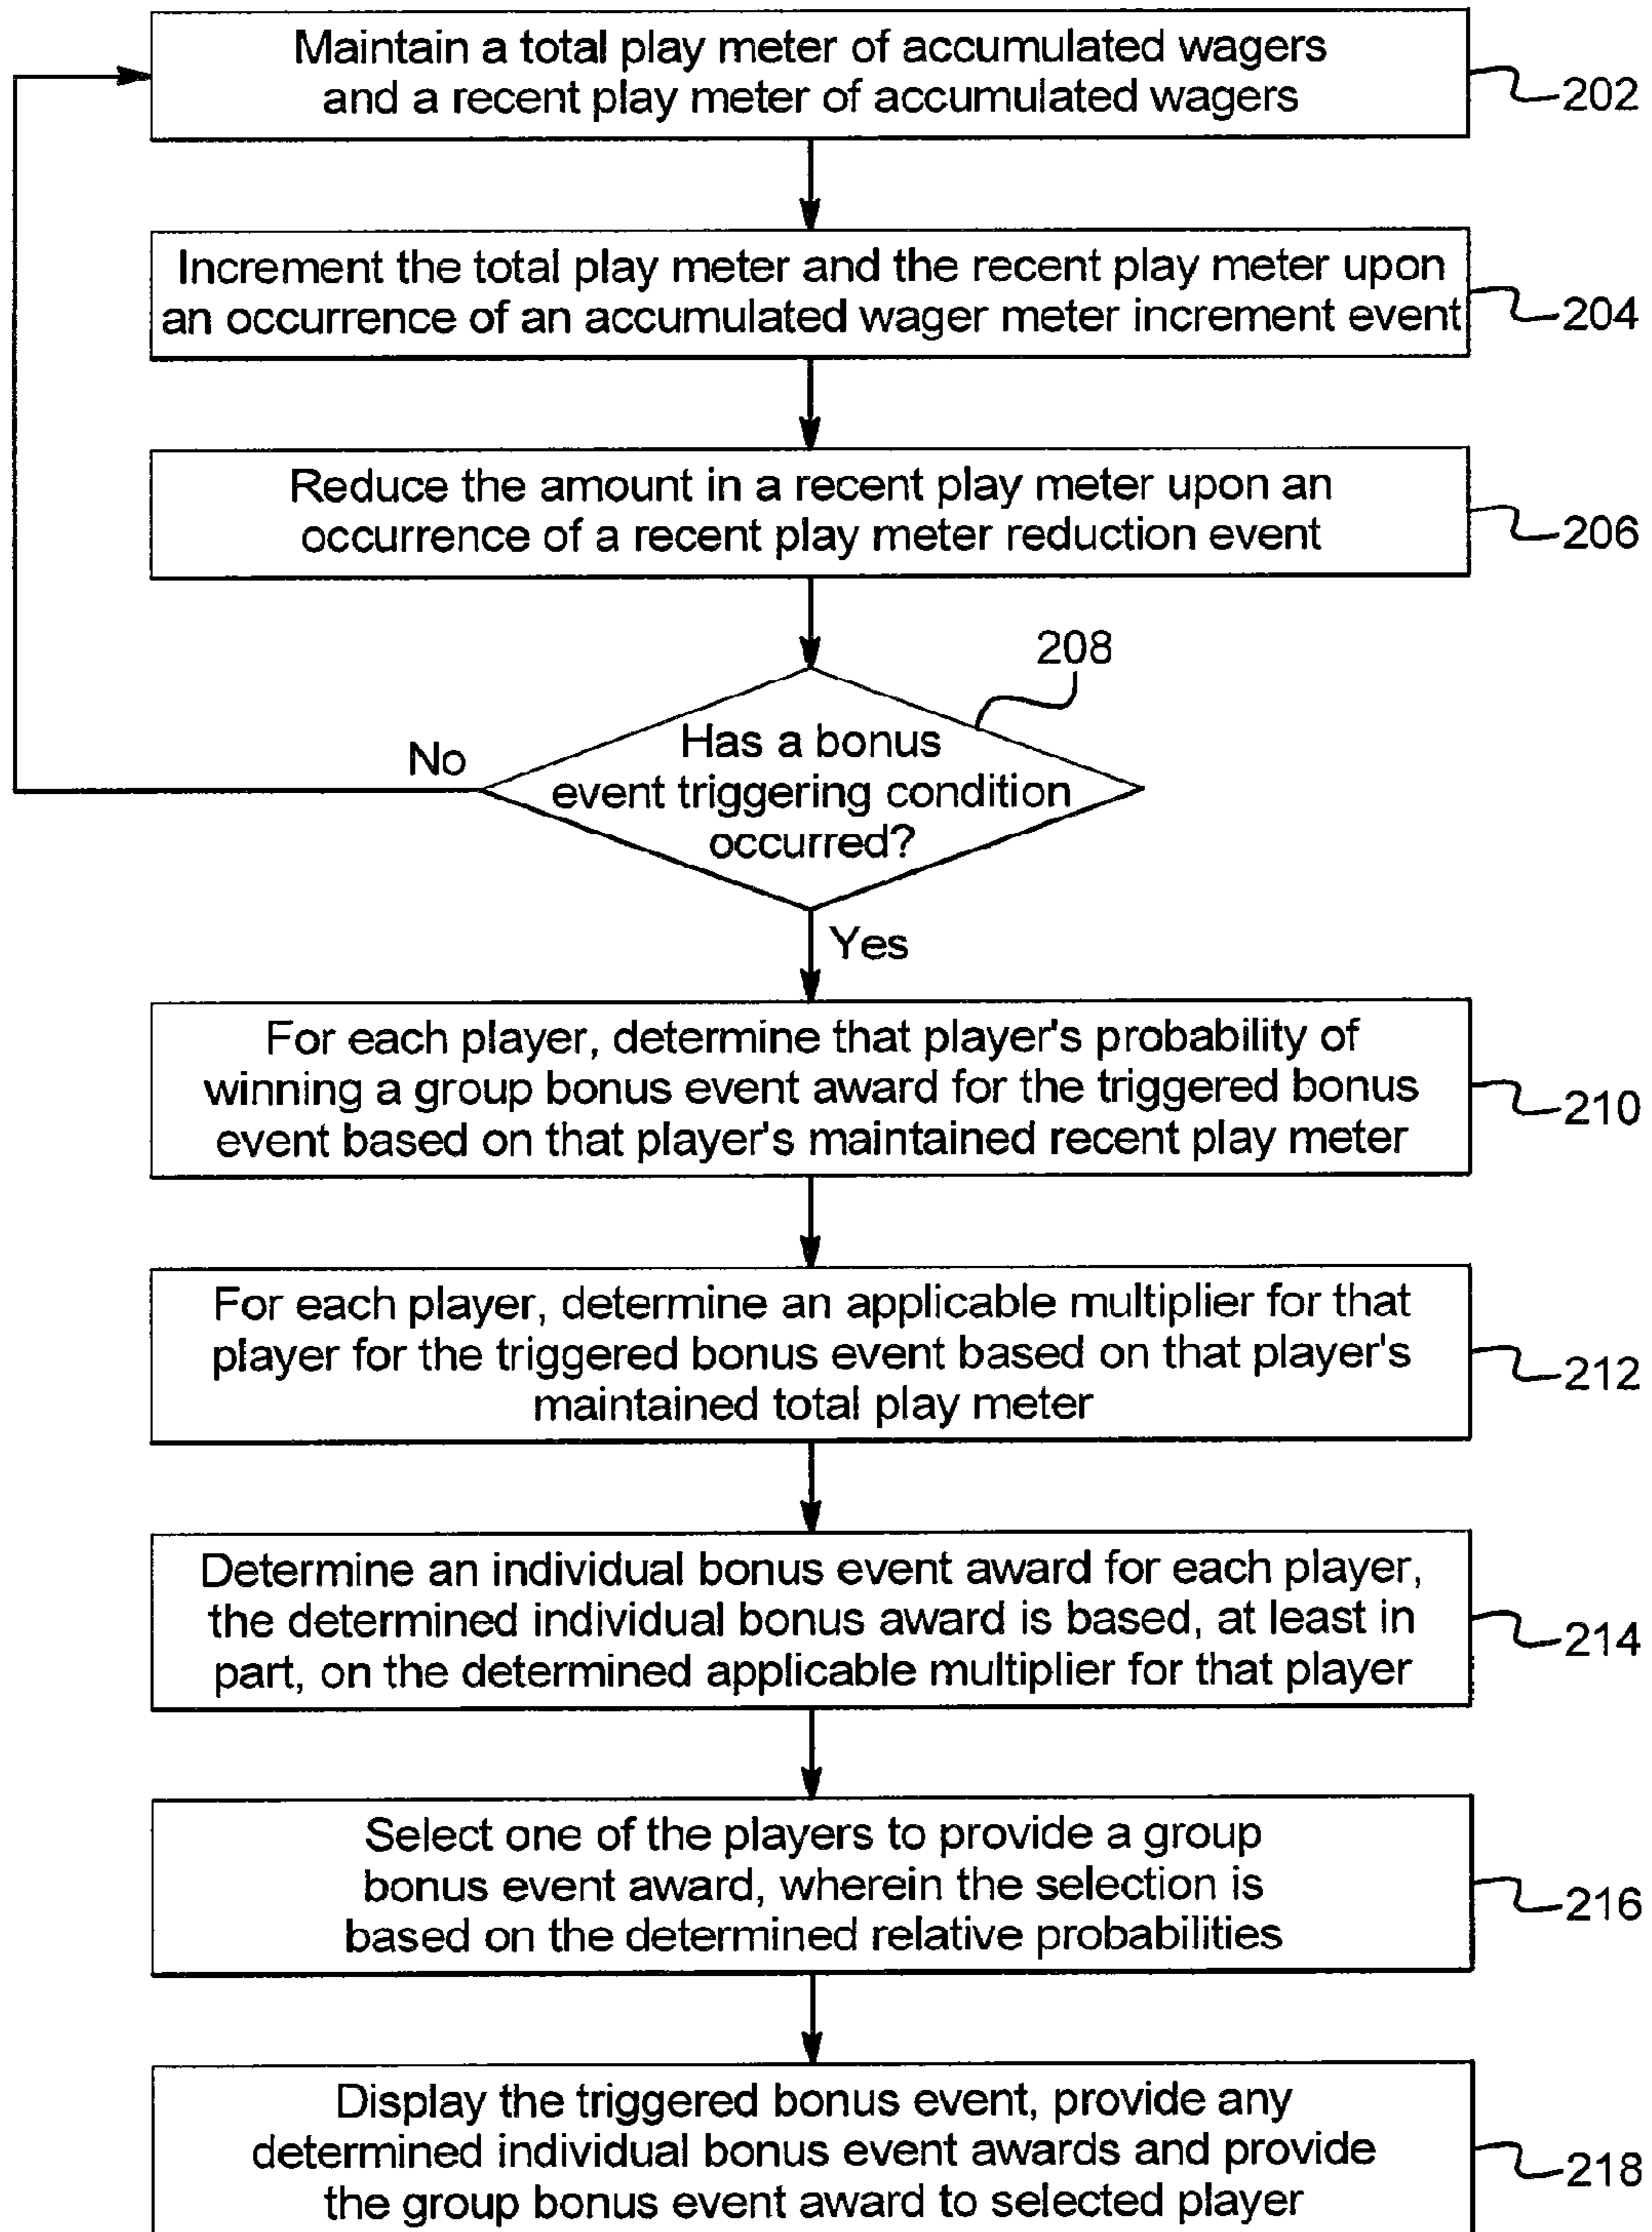 Maintain a total play meter of accumulated wagers
and a recent play meter of accumulated wagers
202
Increment the total play meter and the recent play meter upon
an occurrence of an accumulated wager meter increment event
204
Reduce the amount in a recent play meter upon an
occurrence of a recent play meter reduction event
206
208
Has a bonus
event triggering condition
occurred?
No
Yes
For each player, determine that player's probability of
winning a group bonus event award for the triggered bonus
event based on that player's maintained recent play meter
210
For each player, determine an applicable multiplier for that
player for the triggered bonus event based on that player's
maintained total play meter
212
Determine an individual bonus event award for each player,
the determined individual bonus award is based, at least in
part, on the determined applicable multiplier for that player
214
Select one of the players to provide a group
bonus event award, wherein the selection is
based on the determined relative probabilities
216
Display the triggered bonus event, provide any
determined individual bonus event awards and provide
the group bonus event award to selected player
218